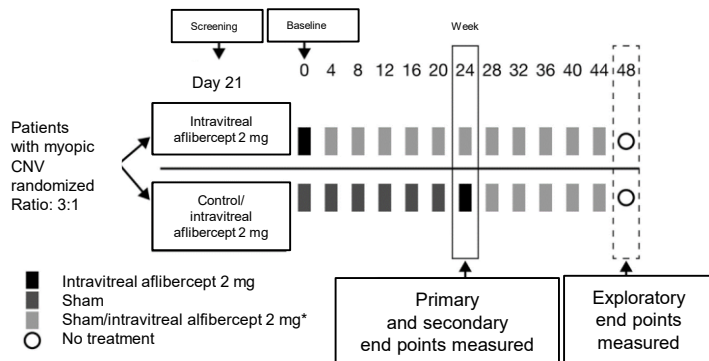 Screening
Baseline
Week
0 4 8 12 16 20 24 28 32 36 40 44 48
Day 21
Patients
with myopic
CNV
randomized
Ratio: 3:1
Intravitreal
aflibercept 2 mg
Control/
intravitreal
aflibercept 2 mg
Intravitreal aflibercept 2 mg
Sham
Sham/intravitreal alfibercept 2 mg*
No treatment
Primary
and secondary
end points measured
Exploratory
end points
measured